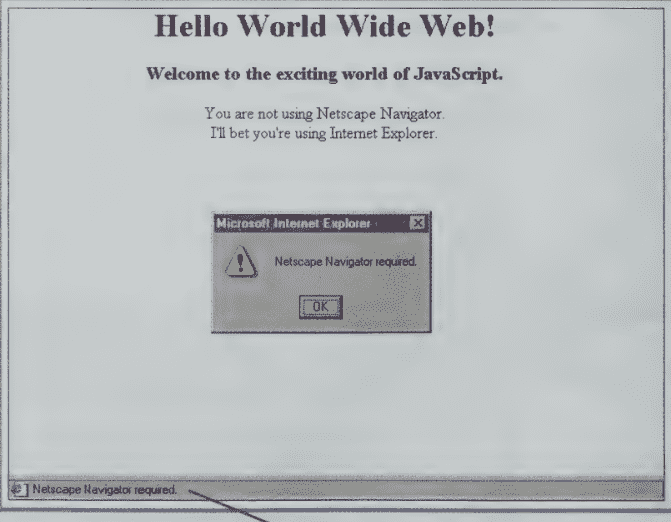 Hello World Wide Web!
Welcome to the exciting world of JavaScript.
You are not using Netscape Navigator.
I'll bet you're using Internet Explorer.
Microsoft Internet Explorer
Netscape Navigator required.
OK
Netscape Navigator required.